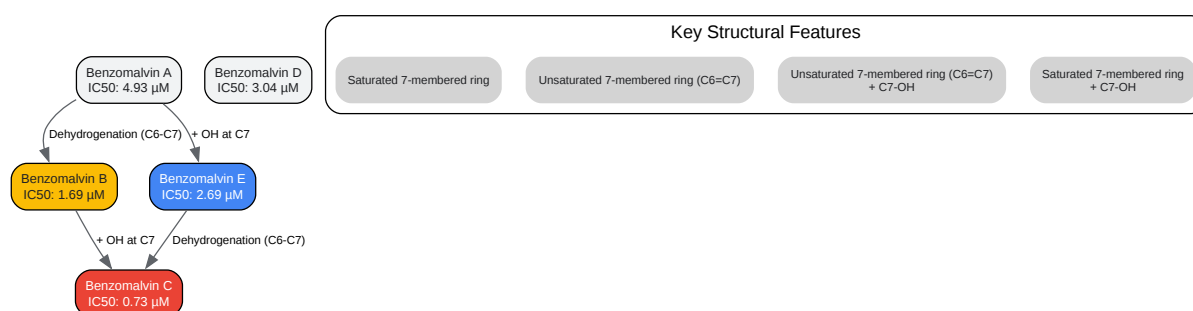 Key Structural Features
Benzomalvin A
IC50: 4.93 µM
Benzomalvin D
IC50: 3.04 µM
Saturated 7-membered ring
Unsaturated 7-membered ring (C6=C7)
Unsaturated 7-membered ring (C6=C7)
+ C7-OH
Saturated 7-membered ring
+ C7-OH
Dehydrogenation (C6-C7)
+ OH at C7
Benzomalvin B
IC50: 1.69 µM
Benzomalvin E
IC50: 2.69 µM
+ OH at C7
Dehydrogenation (C6-C7)
Benzomalvin C
IC50: 0.73 µM